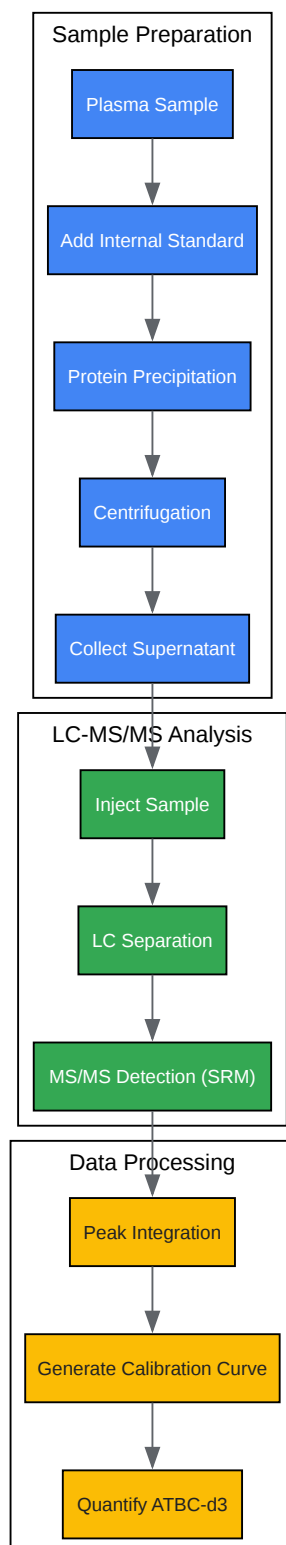 Sample Preparation
Plasma Sample
Add Internal Standard
Protein Precipitation
Centrifugation
Collect Supernatant
LC-MS/MS Analysis
Inject Sample
LC Separation
MS/MS Detection (SRM)
Data Processing
Peak Integration
Generate Calibration Curve
Quantify ATBC-d3